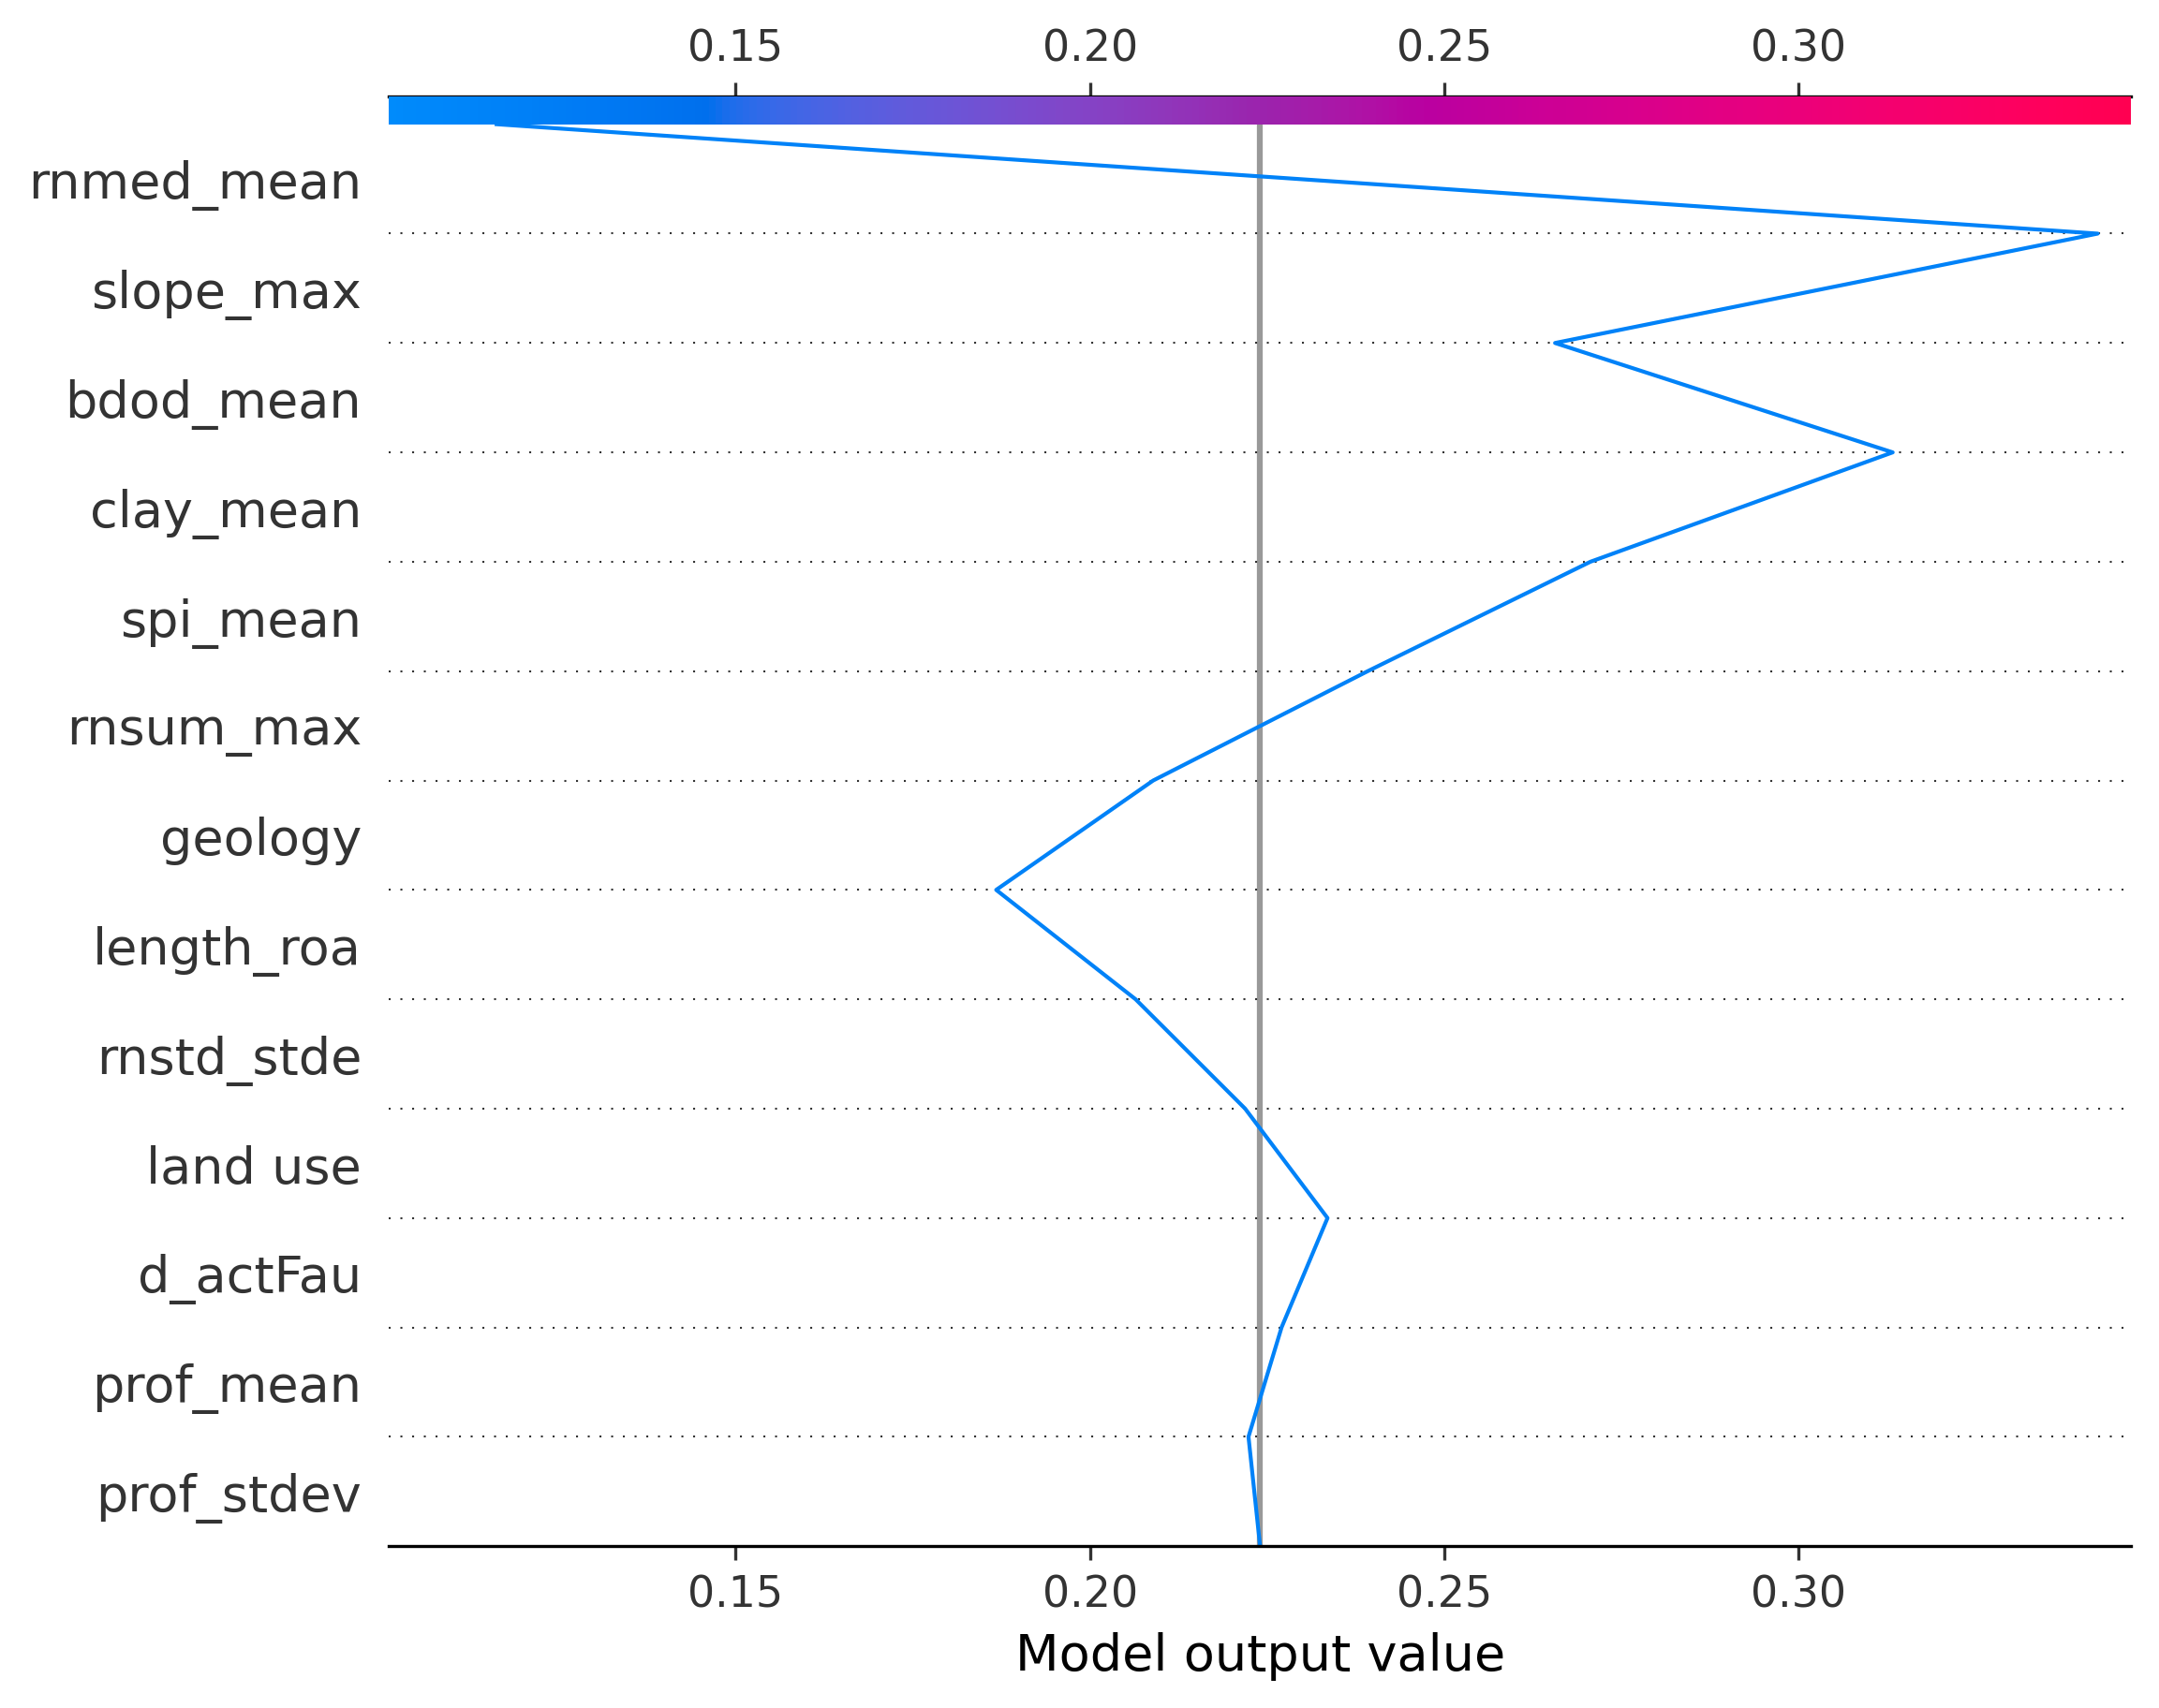 0.15 0.20 0.25 0.30
rnmed_mean
slope_max
bdod_mean
clay_mean
spi_mean
rnsum_max
geology
length_roa
rnstd_stde
land use
d_actFau
prof_mean
prof_stdev
0.15 0.20 0.25 0.30
Model output value